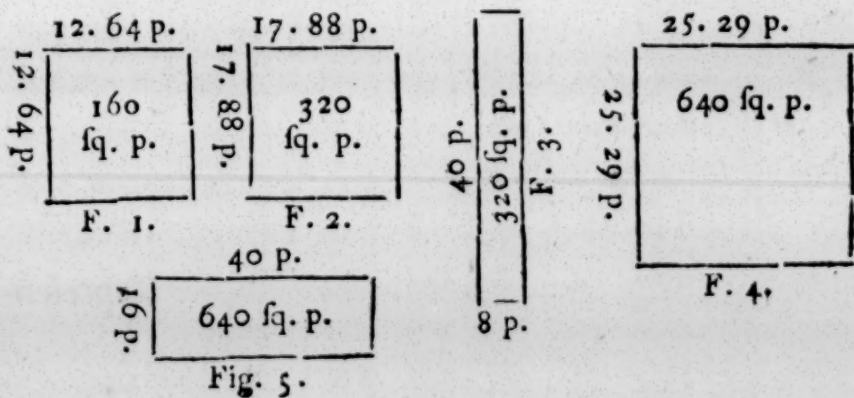 12. 64 p.
12. 64 p.
160
ſq. p.
F. 1.
17. 88 p.
17. 88 p.
320
ſq. p.
F. 2.
40 p.
320 ſq. p.
F. 3.
8 p.
25. 29 p.
25. 29 p.
640 ſq. p.
F. 4.
40 p.
16 p.
640 ſq. p.
Fig. 5.